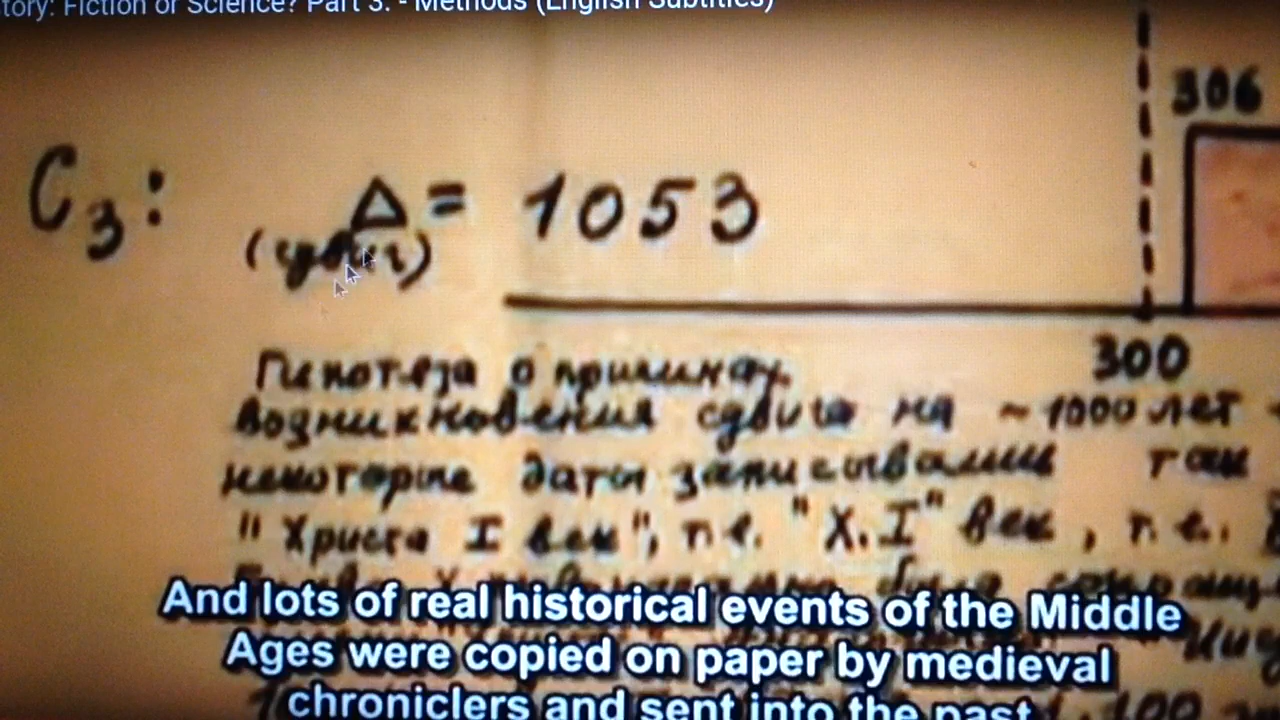 tory: Fiction or Science? Part 3. - Methods (English Subtitles)
306
C₃: Δ = 1053
(сдвиг)
300
Гипотеза о причинах
возникновения сдвига на ~ 1000 лет
некоторые даты записывались так
"Христа I век", т.е. "X.I" век, т.е.
And lots of real historical events of the Middle
Ages were copied on paper by medieval
chroniclers and sent into the past